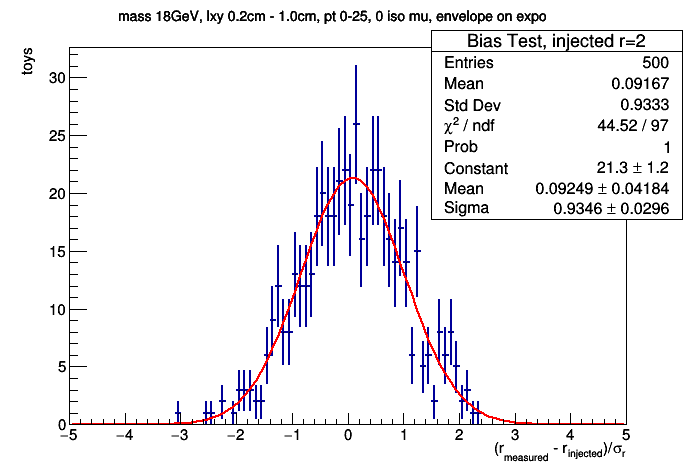 mass 18GeV, lxy 0.2cm - 1.0cm, pt 0-25, 0 iso mu, envelope on expo
Bias Test, injected r=2
Entries 500
Mean 0.09167
Std Dev 0.9333
χ² / ndf 44.52 / 97
Prob 1
Constant 21.3 ± 1.2
Mean 0.09249 ± 0.04184
Sigma 0.9346 ± 0.0296
toys
30
25
20
15
10
5
0
−5 −4 −3 −2 −1 0 1 2 3 4 5
(r_measured - r_injected)/σ_r